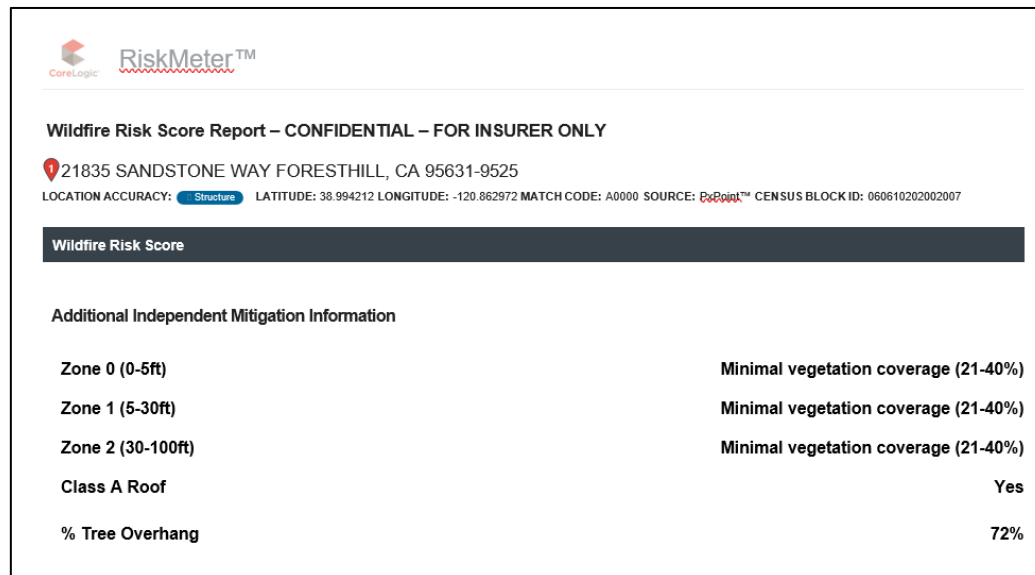 CoreLogic
RiskMeter™
Wildfire Risk Score Report – CONFIDENTIAL – FOR INSURER ONLY
1 21835 SANDSTONE WAY FORESTHILL, CA 95631-9525
LOCATION ACCURACY: Structure LATITUDE: 38.994212 LONGITUDE: -120.862972 MATCH CODE: A0000 SOURCE: PxPoint™ CENSUS BLOCK ID: 060610202002007
Wildfire Risk Score
Additional Independent Mitigation Information
Zone 0 (0-5ft) Minimal vegetation coverage (21-40%)
Zone 1 (5-30ft) Minimal vegetation coverage (21-40%)
Zone 2 (30-100ft) Minimal vegetation coverage (21-40%)
Class A Roof Yes
% Tree Overhang 72%